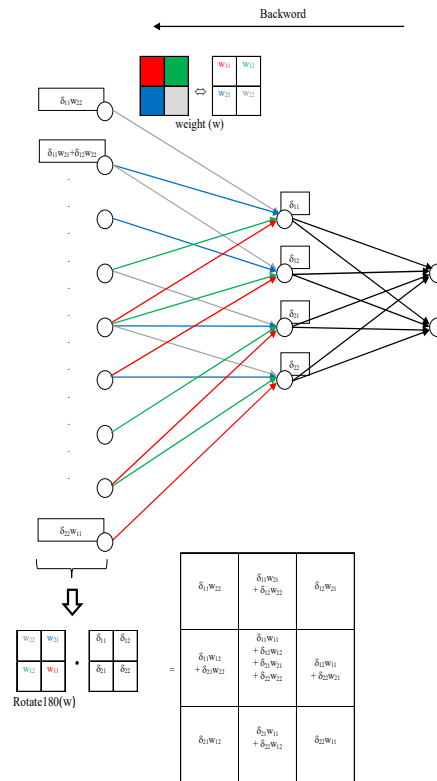 Backword
w₁₁ w₁₂
⇔
w₂₁ w₂₂
weight (w)
δ₁₁w₂₂
δ₁₁w₂₁+δ₁₂w₂₂
δ₁₁
δ₁₂
δ₂₁
δ₂₂
δ₂₂w₁₁
w₂₂ w₂₁
w₁₂ w₁₁
Rotate180(w)
•
δ₁₁ δ₁₂
δ₂₁ δ₂₂
=
δ₁₁w₂₂
δ₁₁w₂₁
+ δ₁₂w₂₂
δ₁₂w₂₁
δ₁₁w₁₂
+ δ₂₁w₂₂
δ₁₁w₁₁
+ δ₁₂w₁₂
+ δ₂₁w₂₁
+ δ₂₂w₂₂
δ₁₂w₁₁
+ δ₂₂w₂₁
δ₂₁w₁₂
δ₂₁w₁₁
+ δ₂₂w₁₂
δ₂₂w₁₁